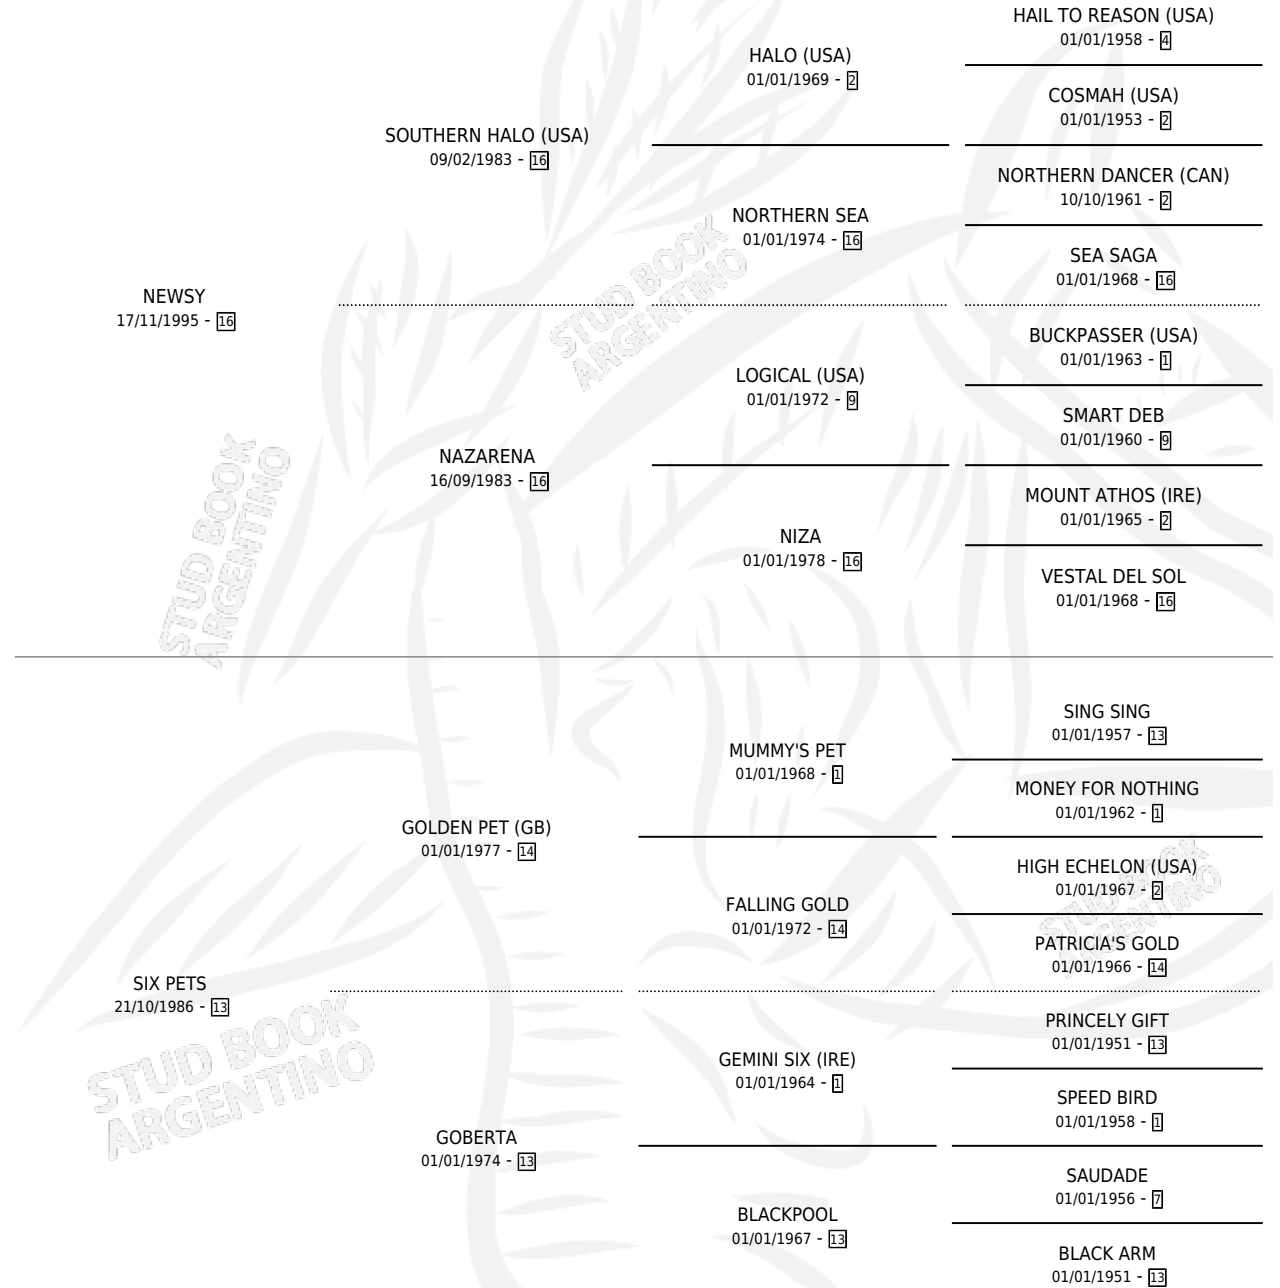 HAIL TO REASON (USA)
01/01/1958 - 4
HALO (USA)
01/01/1969 - 2
COSMAH (USA)
01/01/1953 - 2
SOUTHERN HALO (USA)
09/02/1983 - 16
NORTHERN DANCER (CAN)
10/10/1961 - 2
NORTHERN SEA
01/01/1974 - 16
SEA SAGA
01/01/1968 - 16
STUD BOOK
ARGENTINO
NEWSY
17/11/1995 - 16
BUCKPASSER (USA)
01/01/1963 - 1
LOGICAL (USA)
01/01/1972 - 9
SMART DEB
01/01/1960 - 9
NAZARENA
16/09/1983 - 16
MOUNT ATHOS (IRE)
01/01/1965 - 2
NIZA
01/01/1978 - 16
VESTAL DEL SOL
01/01/1968 - 16
STUD BOOK
ARGENTINO
SING SING
01/01/1957 - 13
MUMMY'S PET
01/01/1968 - 1
MONEY FOR NOTHING
01/01/1962 - 1
GOLDEN PET (GB)
01/01/1977 - 14
HIGH ECHELON (USA)
01/01/1967 - 2
FALLING GOLD
01/01/1972 - 14
PATRICIA'S GOLD
01/01/1966 - 14
STUD BOOK
ARGENTINO
SIX PETS
21/10/1986 - 13
PRINCELY GIFT
01/01/1951 - 13
GEMINI SIX (IRE)
01/01/1964 - 1
SPEED BIRD
01/01/1958 - 1
STUD BOOK
ARGENTINO
GOBERTA
01/01/1974 - 13
SAUDADE
01/01/1956 - 7
BLACKPOOL
01/01/1967 - 13
BLACK ARM
01/01/1951 - 13